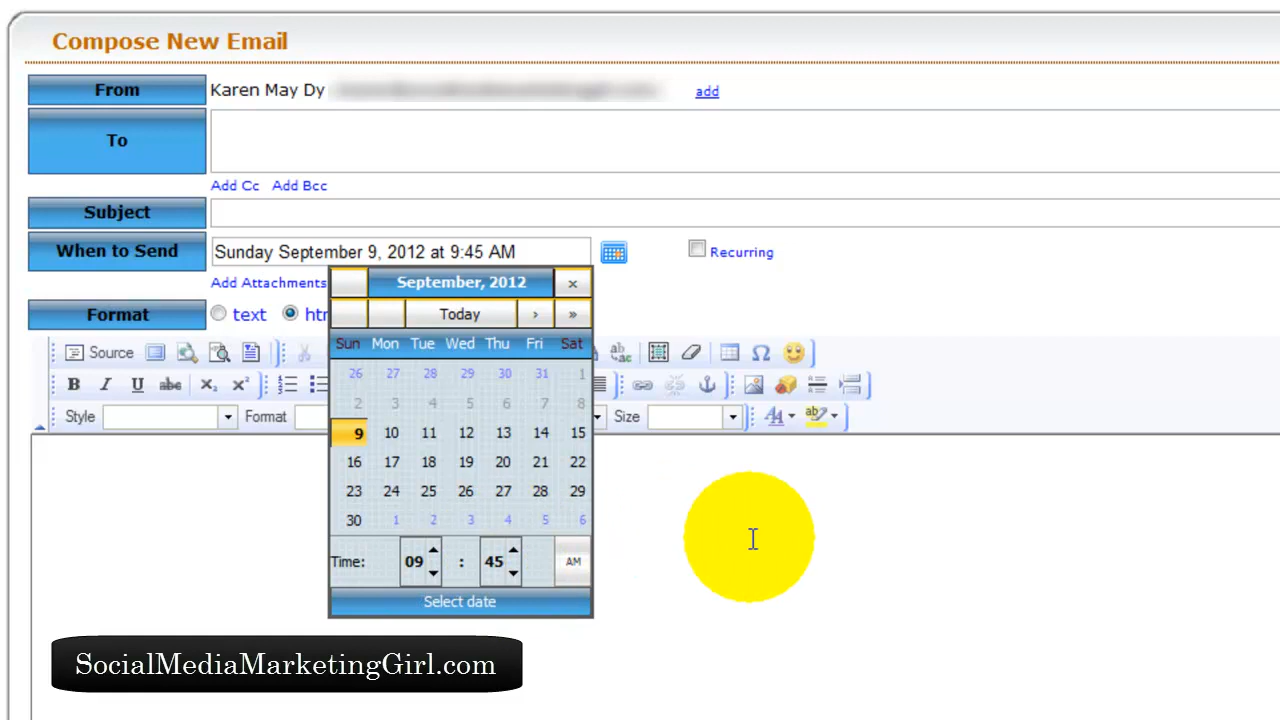 Compose New Email
From Karen May Dy add
To
Add Cc Add Bcc
Subject
When to Send Sunday September 9, 2012 at 9:45 AM Recurring
Add Attachments
September, 2012 ×
Format text
Today › »
Sun Mon Tue Wed Thu Fri Sat
Source
26 27 28 29 30 31 1
2 3 4 5 6 7 8
Style Format Size
9 10 11 12 13 14 15
16 17 18 19 20 21 22
23 24 25 26 27 28 29
30 1 2 3 4 5 6
Time: 09 : 45 AM
Select date
SocialMediaMarketingGirl.com